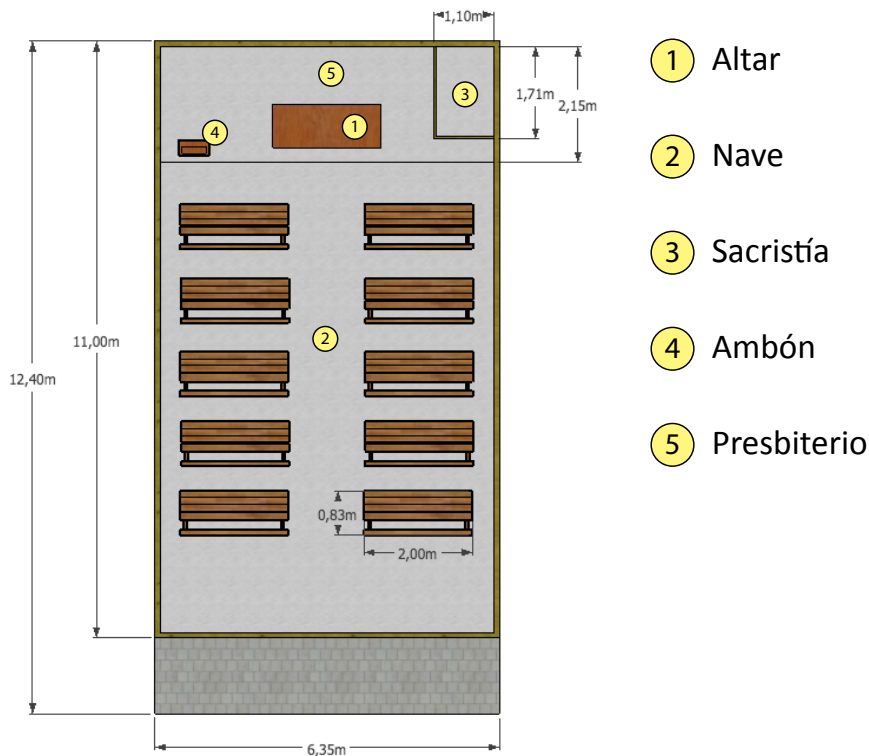 1,10m
5
3
1,71m
2,15m
4
1
11,00m
2
12,40m
0,83m
2,00m
6,35m
1 Altar
2 Nave
3 Sacristía
4 Ambón
5 Presbiterio